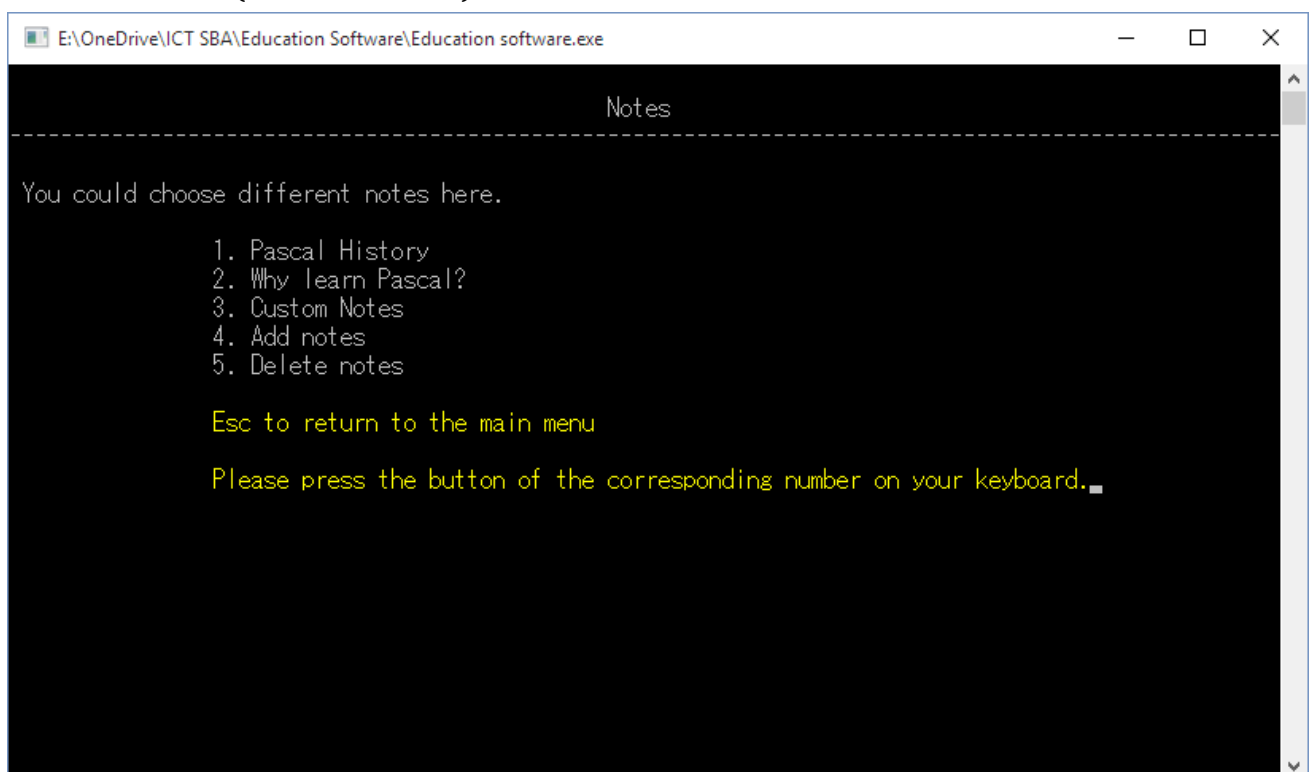 E:\OneDrive\ICT SBA\Education Software\Education software.exe
Notes
----------------------------------------------------------------------------------------------------
You could choose different notes here.
1. Pascal History
2. Why learn Pascal?
3. Custom Notes
4. Add notes
5. Delete notes
Esc to return to the main menu
Please press the button of the corresponding number on your keyboard.